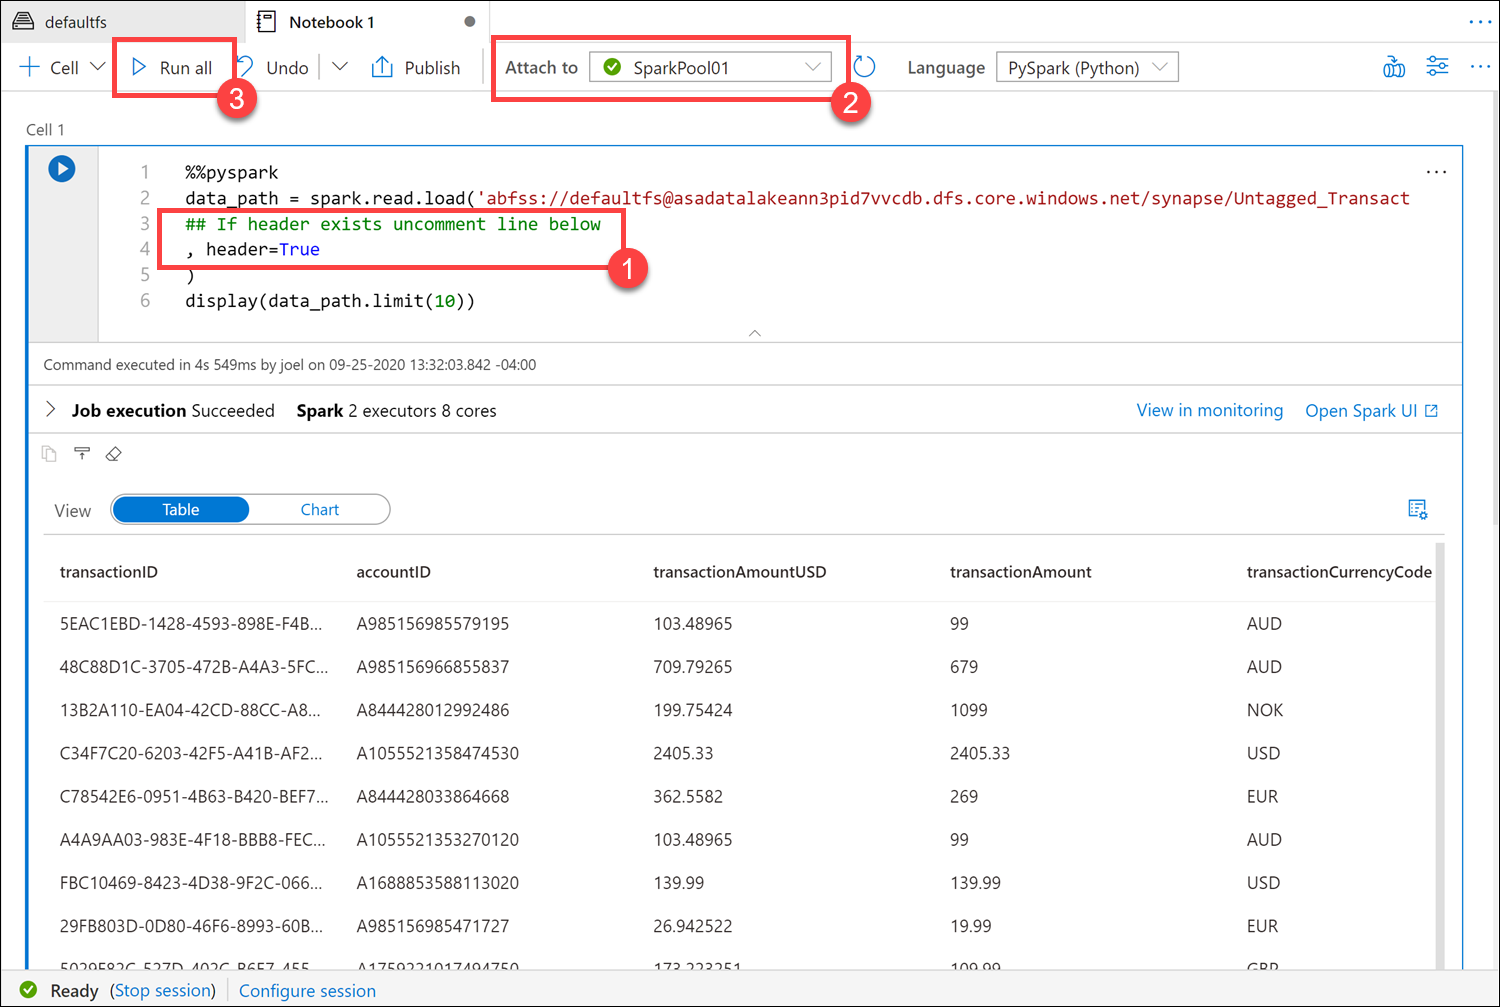 defaultfs
Notebook 1
Cell
Run all
Undo
Publish
Attach to
SparkPool01
Language
PySpark (Python)
3
2
Cell 1
1 %%pyspark
2 data_path = spark.read.load('abfss://defaultfs@asadatalakeann3pid7vvcdb.dfs.core.windows.net/synapse/Untagged_Transact
3 ## If header exists uncomment line below
4 , header=True
1
5 )
6 display(data_path.limit(10))
Command executed in 4s 549ms by joel on 09-25-2020 13:32:03.842 -04:00
Job execution Succeeded Spark 2 executors 8 cores View in monitoring Open Spark UI
View Table Chart
transactionID accountID transactionAmountUSD transactionAmount transactionCurrencyCode
5EAC1EBD-1428-4593-898E-F4B... A985156985579195 103.48965 99 AUD
48C88D1C-3705-472B-A4A3-5FC... A985156966855837 709.79265 679 AUD
13B2A110-EA04-42CD-88CC-A8... A844428012992486 199.75424 1099 NOK
C34F7C20-6203-42F5-A41B-AF2... A1055521358474530 2405.33 2405.33 USD
C78542E6-0951-4B63-B420-BEF7... A844428033864668 362.5582 269 EUR
A4A9AA03-983E-4F18-BBB8-FEC... A1055521353270120 103.48965 99 AUD
FBC10469-8423-4D38-9F2C-066... A1688853588113020 139.99 139.99 USD
29FB803D-0D80-46F6-8993-60B... A985156985471727 26.942522 19.99 EUR
A1759221017494750 173.223251 109.99 GBP
Ready (Stop session) Configure session